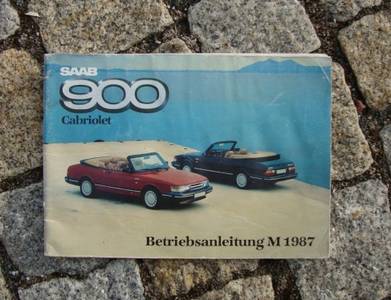 SAAB
900
Cabriolet
Betriebsanleitung M 1987